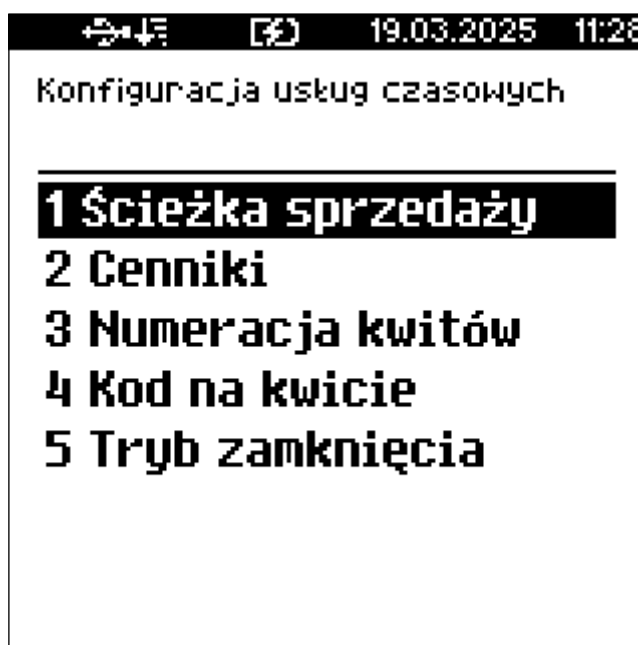 19.03.2025 11:28
Konfiguracja usług czasowych
1 Ścieżka sprzedaży
2 Cenniki
3 Numeracja kwitów
4 Kod na kwicie
5 Tryb zamknięcia